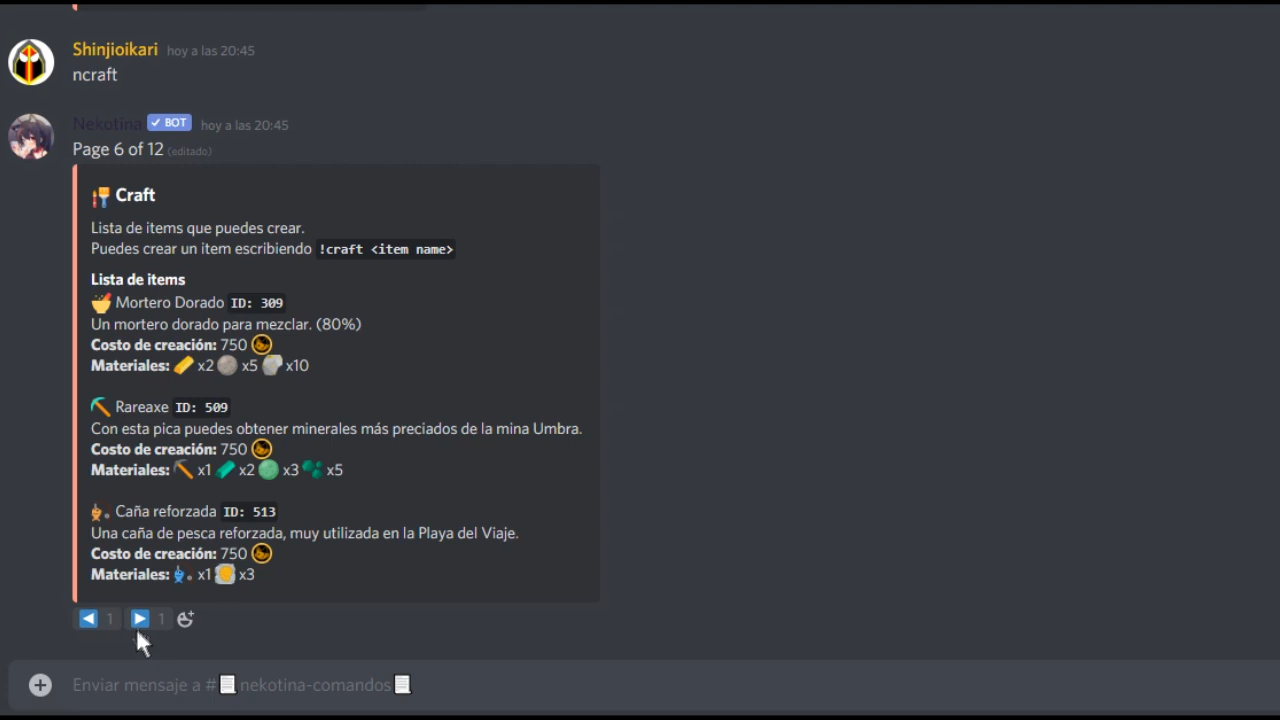 Shinjioikari hoy a las 20:45
ncraft
Nekotina BOT hoy a las 20:45
Page 6 of 12 (editado)
Craft
Lista de items que puedes crear.
Puedes crear un item escribiendo !craft <item name>
Lista de items
Mortero Dorado ID: 309
Un mortero dorado para mezclar. (80%)
Costo de creación: 750
Materiales: x2 x5 x10
Rareaxe ID: 509
Con esta pica puedes obtener minerales más preciados de la mina Umbra.
Costo de creación: 750
Materiales: x1 x2 x3 x5
Caña reforzada ID: 513
Una caña de pesca reforzada, muy utilizada en la Playa del Viaje.
Costo de creación: 750
Materiales: x1 x3
1 1
Enviar mensaje a # nekotina-comandos